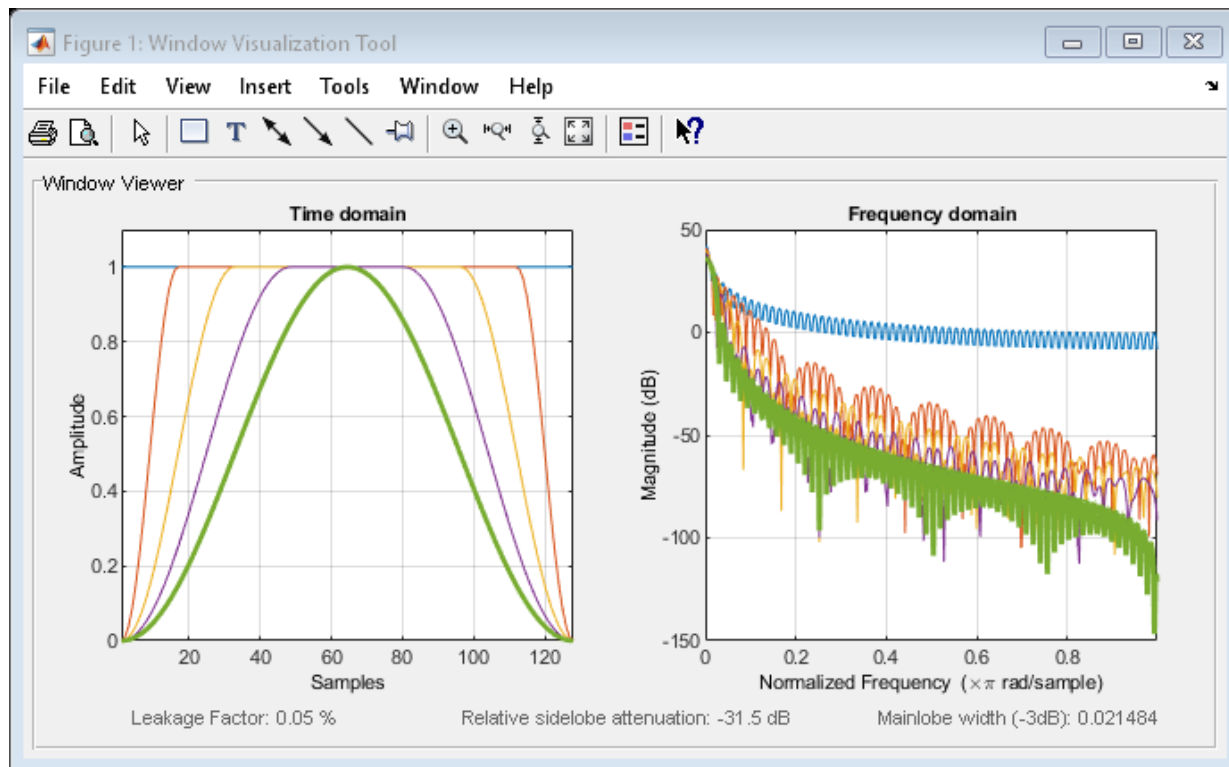 Figure 1: Window Visualization Tool
File Edit View Insert Tools Window Help
T
?
Window Viewer
Time domain
1
0.8
0.6
0.4
0.2
0
Amplitude
20 40 60 80 100 120
Samples
Frequency domain
50
0
-50
-100
-150
Magnitude (dB)
0 0.2 0.4 0.6 0.8
Normalized Frequency (×π rad/sample)
Leakage Factor: 0.05 % Relative sidelobe attenuation: -31.5 dB Mainlobe width (-3dB): 0.021484